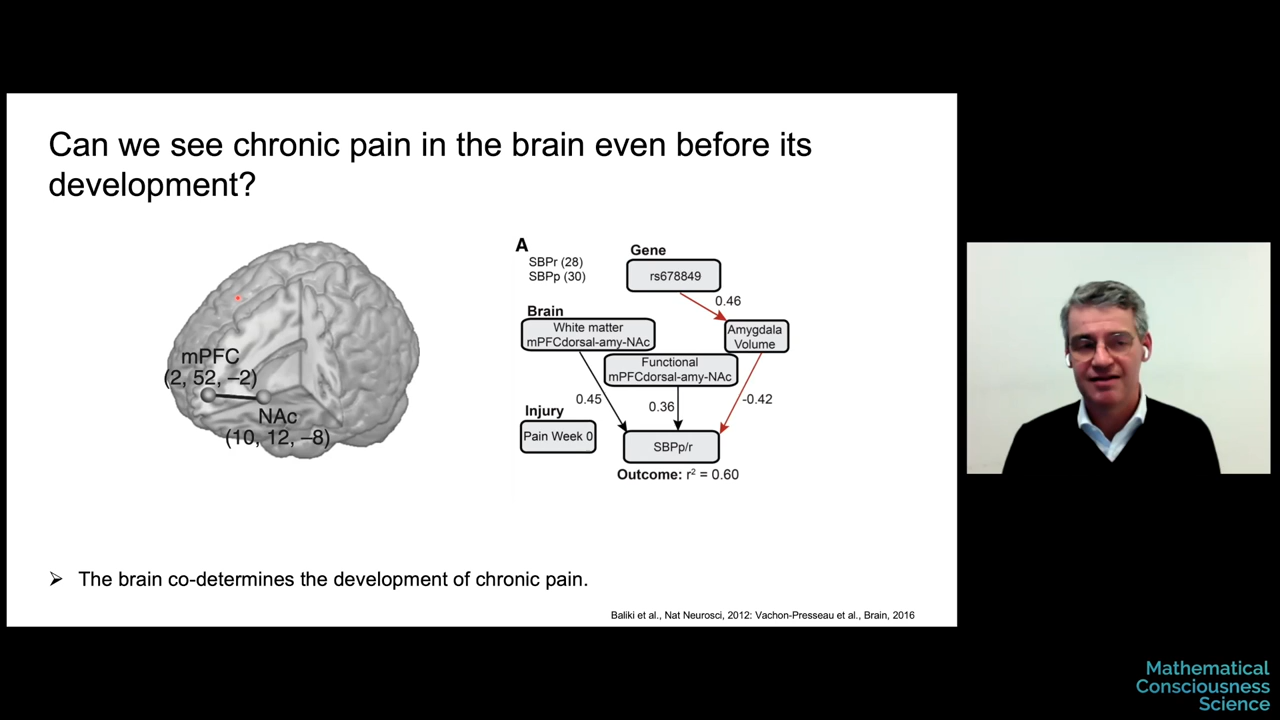 Can we see chronic pain in the brain even before its
development?
mPFC
(2, 52, –2)
NAc
(10, 12, –8)
A
SBPr (28)
SBPp (30)
Gene
rs678849
0.46
Brain
White matter
mPFCdorsal-amy-NAc
Amygdala
Volume
Functional
mPFCdorsal-amy-NAc
0.45
0.36
-0.42
Injury
Pain Week 0
SBPp/r
Outcome: r² = 0.60
➢ The brain co-determines the development of chronic pain.
Baliki et al., Nat Neurosci, 2012: Vachon-Presseau et al., Brain, 2016
Mathematical
Consciousness
Science